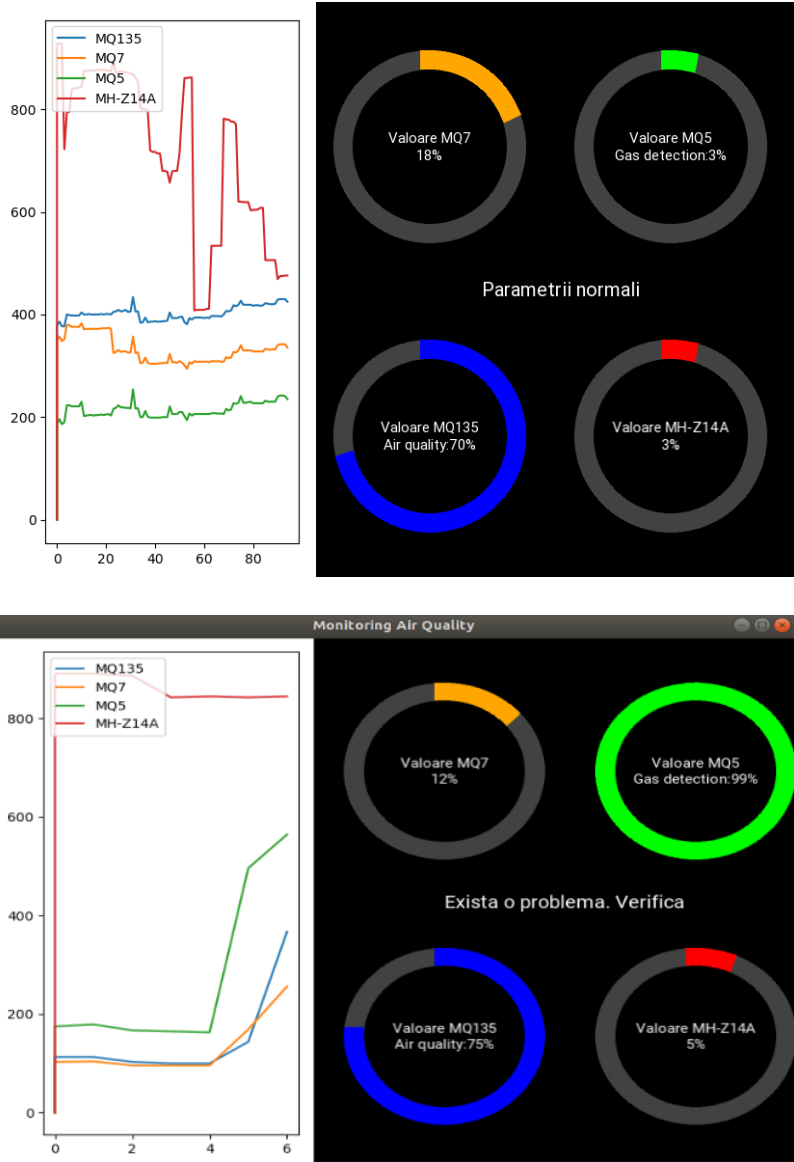 MQ135
MQ7
MQ5
MH-Z14A
800
600
400
200
0
0 20 40 60 80
Valoare MQ7
18%
Valoare MQ5
Gas detection:3%
Parametrii normali
Valoare MQ135
Air quality:70%
Valoare MH-Z14A
3%
Monitoring Air Quality
MQ135
MQ7
MQ5
MH-Z14A
800
600
400
200
0
0 2 4 6
Valoare MQ7
12%
Valoare MQ5
Gas detection:99%
Exista o problema. Verifica
Valoare MQ135
Air quality:75%
Valoare MH-Z14A
5%